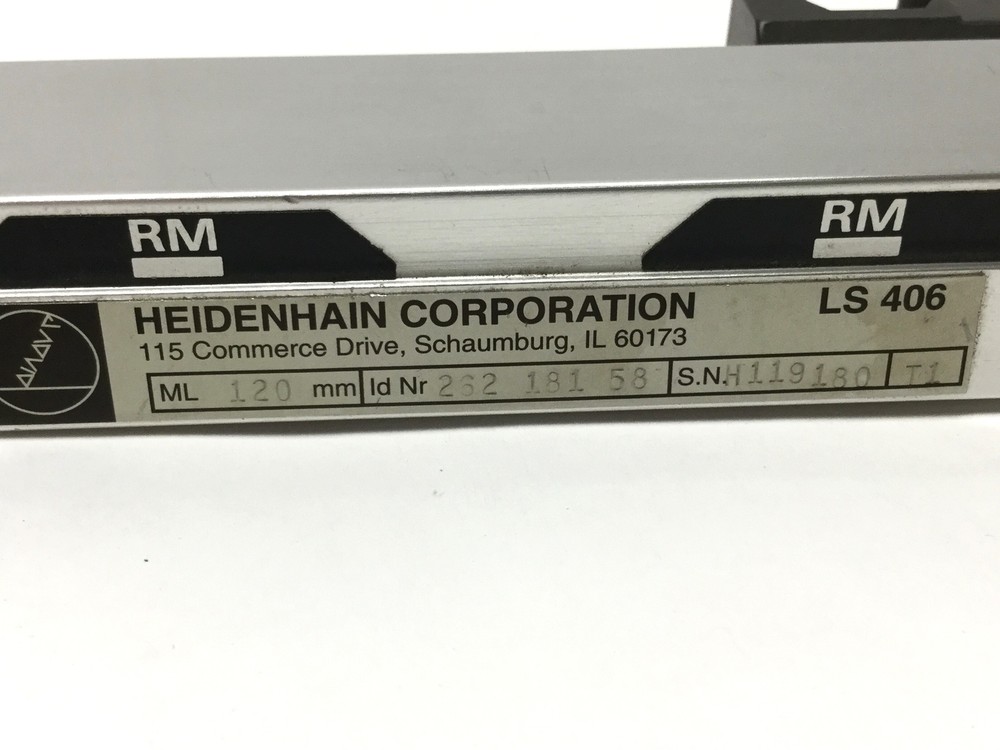 RM
RM
HEIDENHAIN CORPORATION LS 406
115 Commerce Drive, Schaumburg, IL 60173
ML 120 mm Id Nr 262 181 58 S.N. H119180 T1